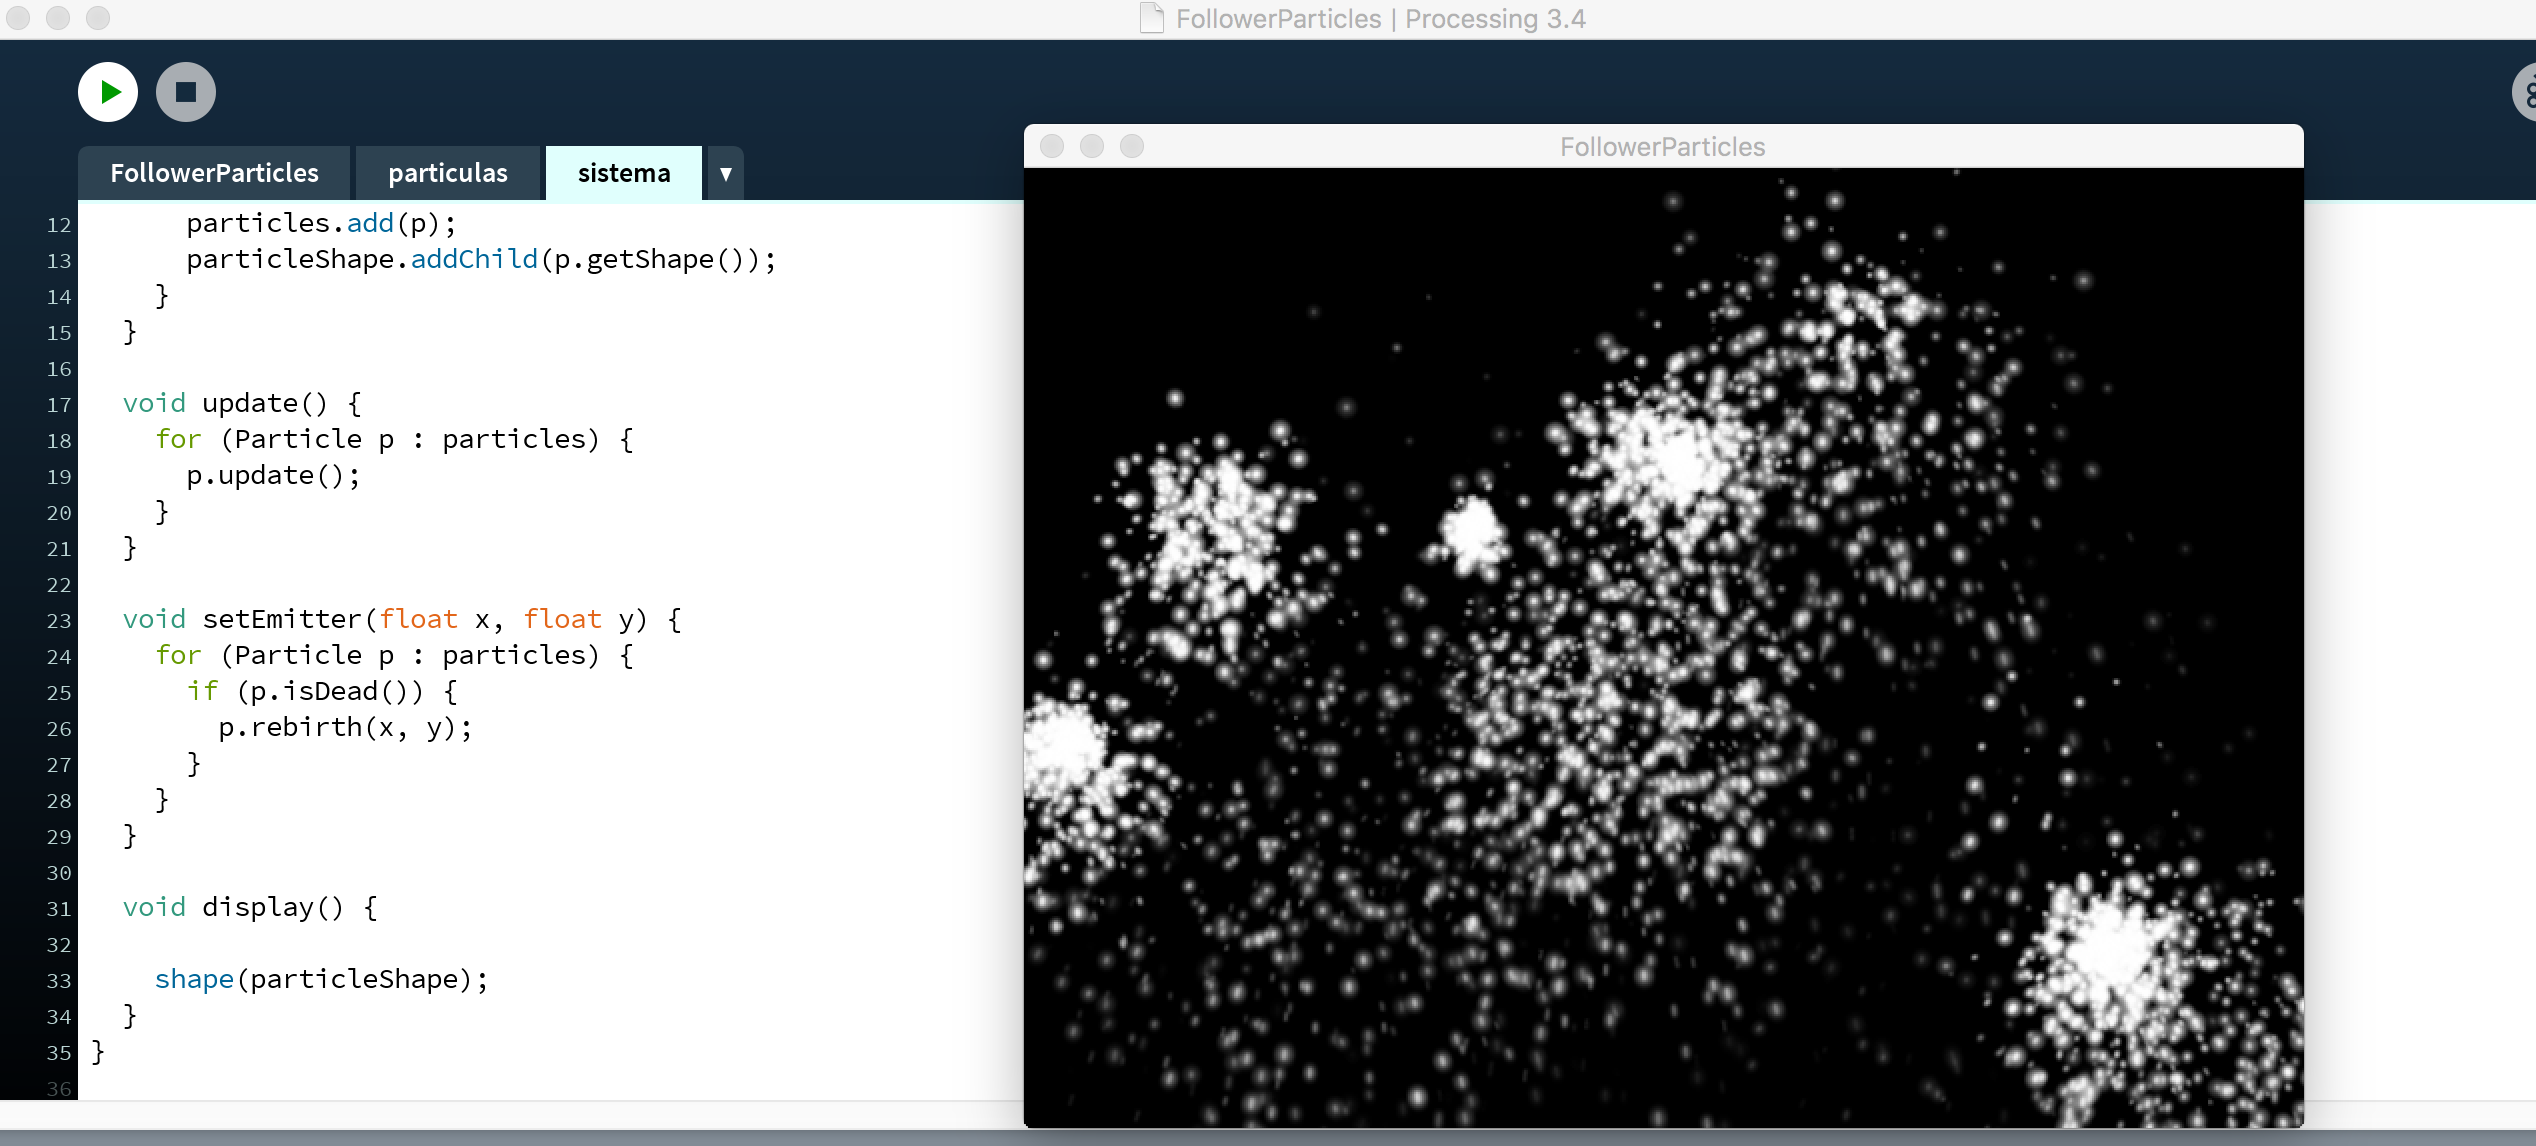 FollowerParticles | Processing 3.4
FollowerParticles particulas sistema ▼
FollowerParticles
12       particles.add(p);
13       particleShape.addChild(p.getShape());
14     }
15   }
16
17   void update() {
18     for (Particle p : particles) {
19       p.update();
20     }
21   }
22
23   void setEmitter(float x, float y) {
24     for (Particle p : particles) {
25       if (p.isDead()) {
26         p.rebirth(x, y);
27       }
28     }
29   }
30
31   void display() {
32
33     shape(particleShape);
34   }
35 }
36